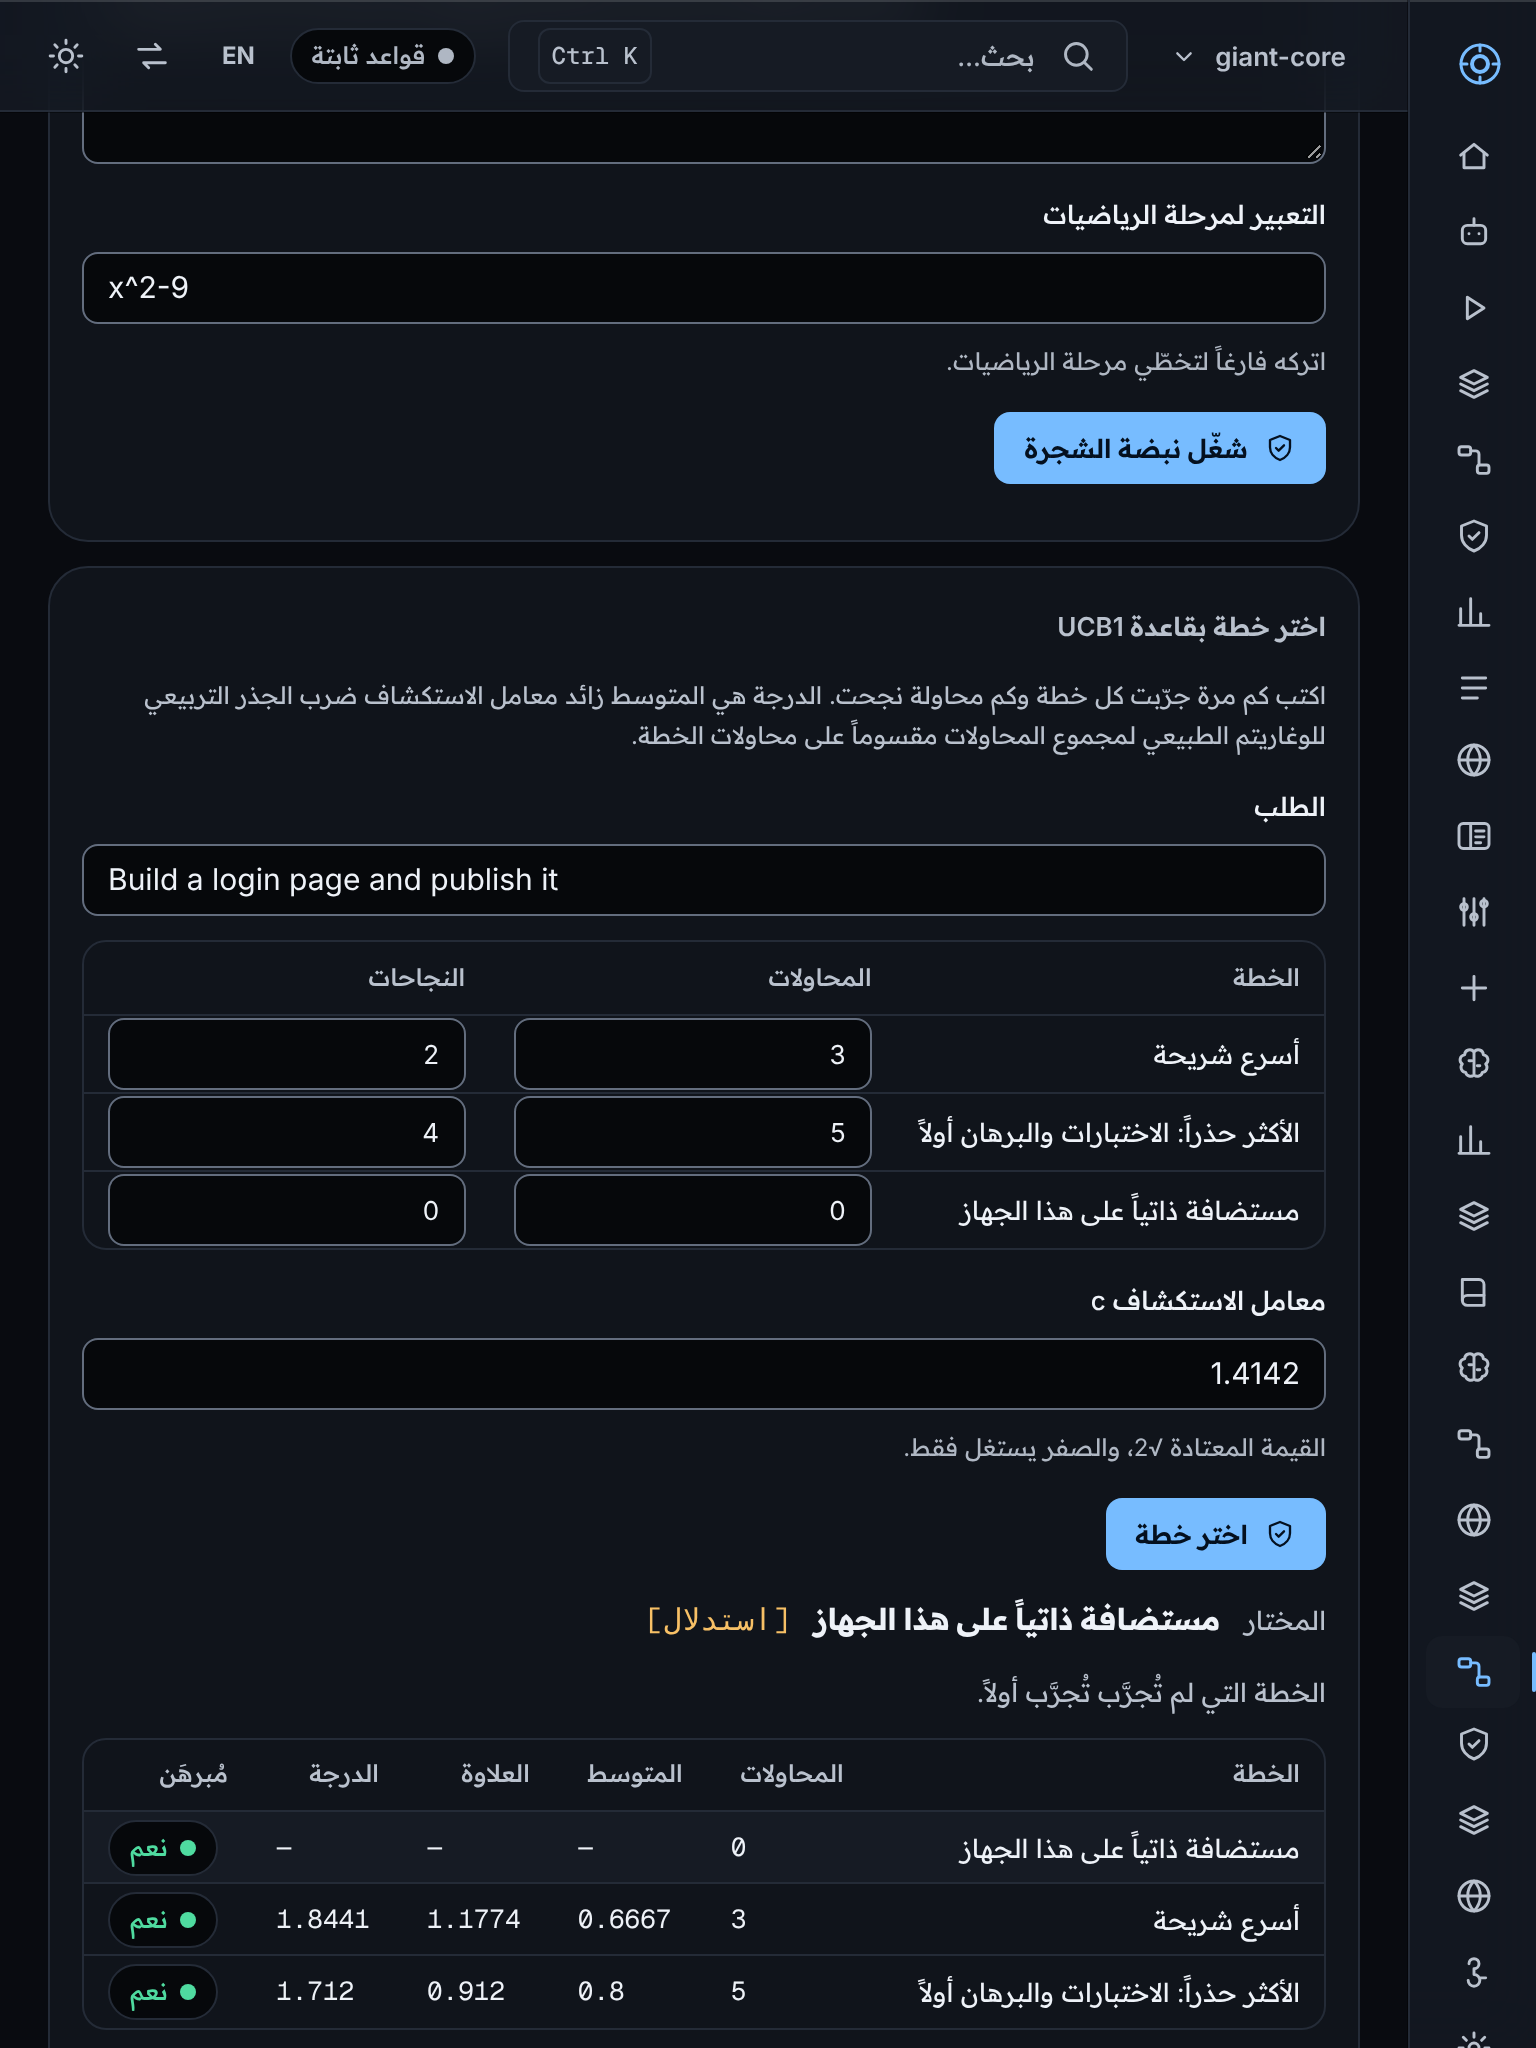 giant-core
بحث...
Ctrl K
قواعد ثابتة
EN
التعبير لمرحلة الرياضيات
x^2-9
اتركه فارغاً لتخطّي مرحلة الرياضيات.
شغّل نبضة الشجرة
اختر خطة بقاعدة UCB1
اكتب كم مرة جرّبت كل خطة وكم محاولة نجحت. الدرجة هي المتوسط زائد معامل الاستكشاف ضرب الجذر التربيعي
للوغاريتم الطبيعي لمجموع المحاولات مقسوماً على محاولات الخطة.
الطلب
Build a login page and publish it
الخطة المحاولات النجاحات
أسرع شريحة 3 2
الأكثر حذراً: الاختبارات والبرهان أولاً 5 4
مستضافة ذاتياً على هذا الجهاز 0 0
معامل الاستكشاف c
1.4142
القيمة المعتادة √2، والصفر يستغل فقط.
اختر خطة
المختار مستضافة ذاتياً على هذا الجهاز [استدلال]
الخطة التي لم تُجرَّب تُجرَّب أولاً.
الخطة المحاولات المتوسط العلاوة الدرجة مُبرهَن
مستضافة ذاتياً على هذا الجهاز 0 — — — نعم
أسرع شريحة 3 0.6667 1.1774 1.8441 نعم
الأكثر حذراً: الاختبارات والبرهان أولاً 5 0.8 0.912 1.712 نعم